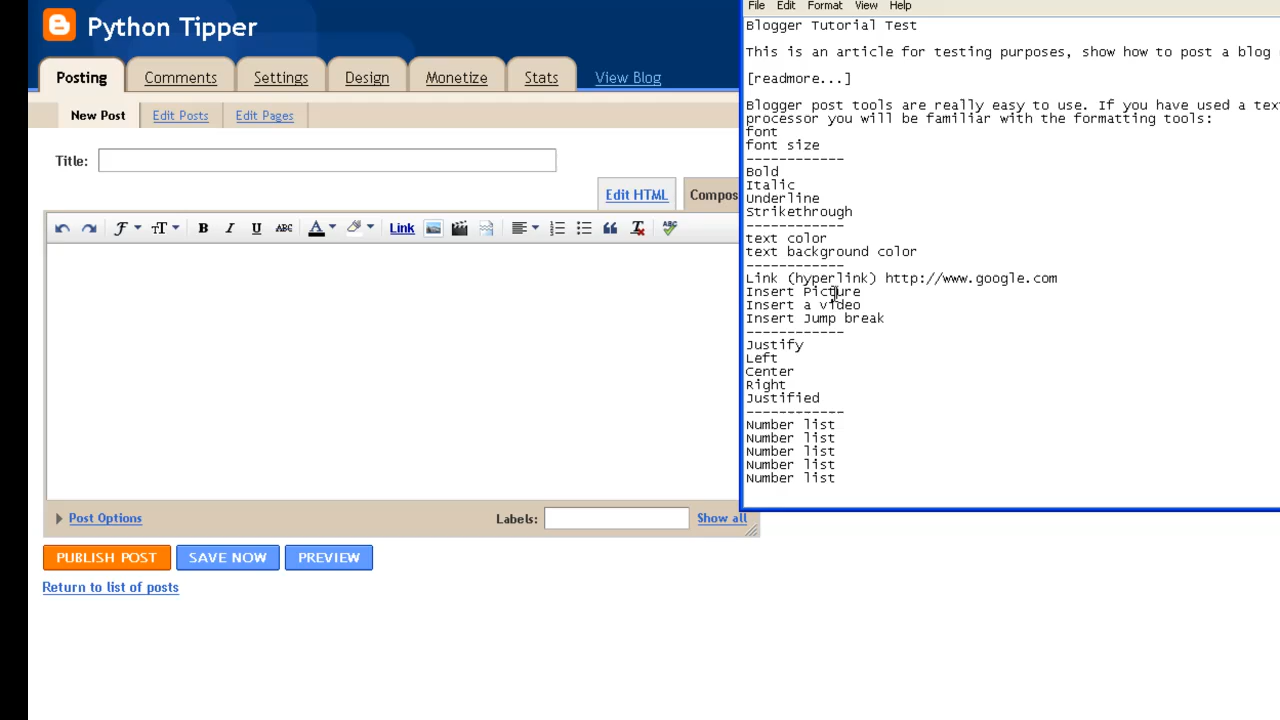 Python Tipper
Posting Comments Settings Design Monetize Stats View Blog
New Post Edit Posts Edit Pages
Title:
Edit HTML Compos
Link
ABC
ABC
Post Options
Labels: Show all
PUBLISH POST SAVE NOW PREVIEW
Return to list of posts
File Edit Format View Help
Blogger Tutorial Test
This is an article for testing purposes, show how to post a blog
[readmore...]
Blogger post tools are really easy to use. If you have used a tex
processor you will be familiar with the formatting tools:
font
font size
------------
Bold
Italic
Underline
Strikethrough
------------
text color
text background color
------------
Link (hyperlink) http://www.google.com
Insert Picture
Insert a video
Insert Jump break
------------
Justify
Left
Center
Right
Justified
------------
Number list
Number list
Number list
Number list
Number list